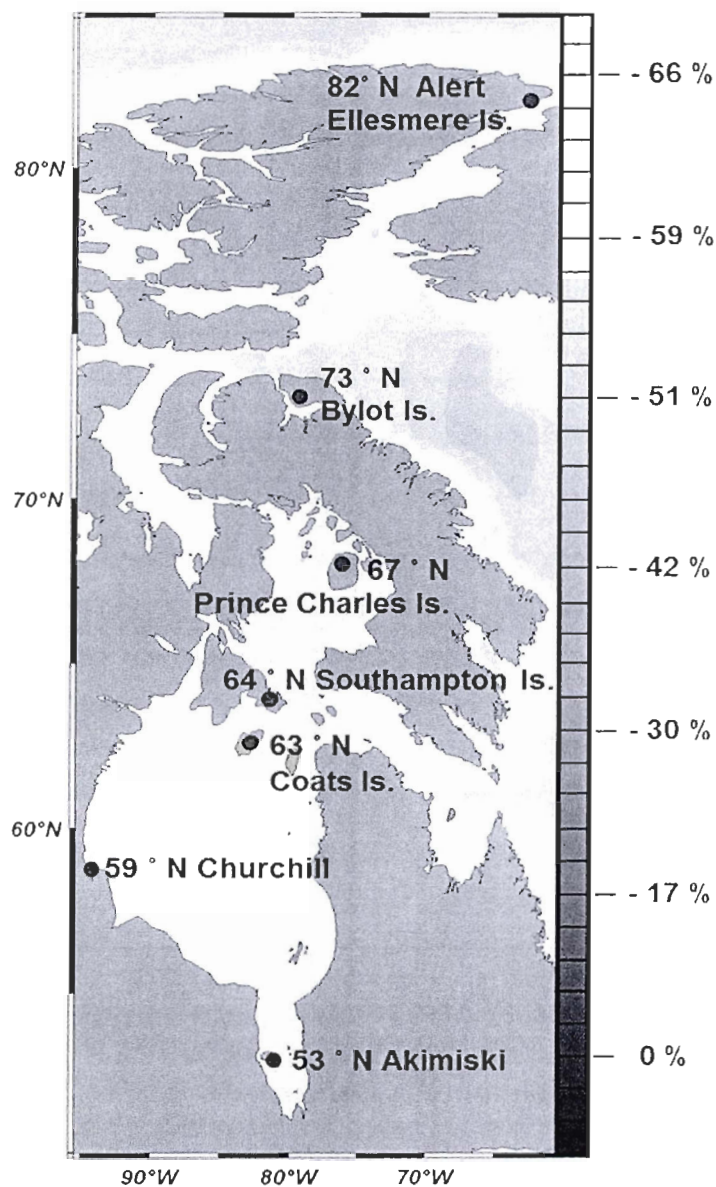 82° N Alert
Ellesmere Is.
- 66 %
80°N
- 59 %
73 ° N
Bylot Is.
- 51 %
70°N
67 ° N
- 42 %
Prince Charles Is.
64 ° N Southampton Is.
- 30 %
63 ° N
Coats Is.
60°N
59 ° N Churchill
- 17 %
53 ° N Akimiski
0 %
90°W
80°W
70°W